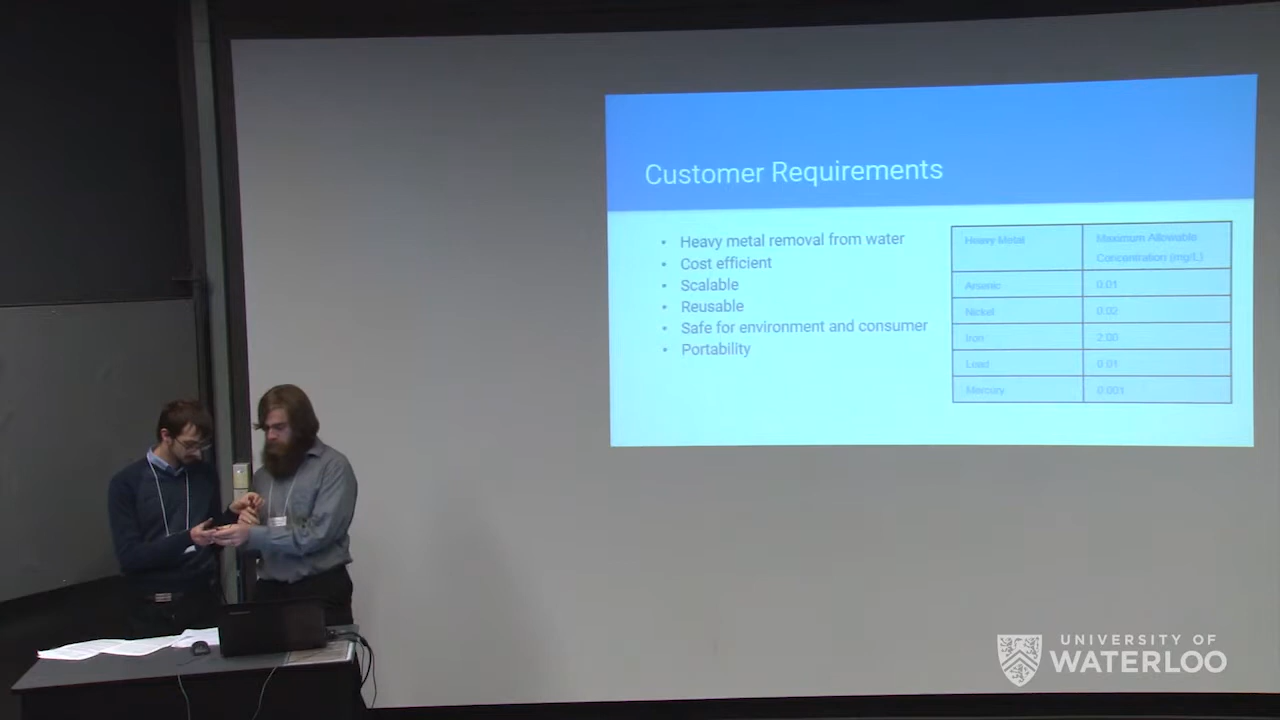 Customer Requirements
• Heavy metal removal from water
• Cost efficient
• Scalable
• Reusable
• Safe for environment and consumer
• Portability
Heavy Metal
Maximum Allowable
Concentration (mg/L)
Arsenic 0.01
Nickel 0.02
Iron 2.00
Least 0.01
Mercury 0.001
UNIVERSITY OF
WATERLOO